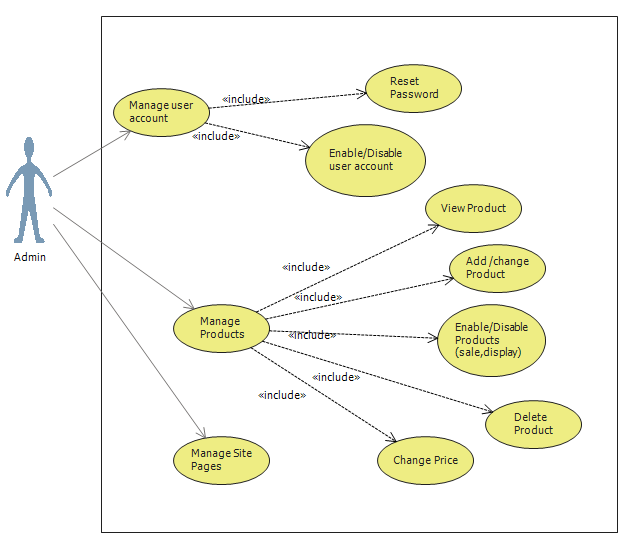 Reset
Password
Manage user
account
«include»
«include»
Enable/Disable
user account
Admin
View Product
«include»
Add /change
Product
«include»
Manage
Products
«include»
Enable/Disable
Products
(sale,display)
«include»
«include»
Delete
Product
Manage Site
Pages
Change Price